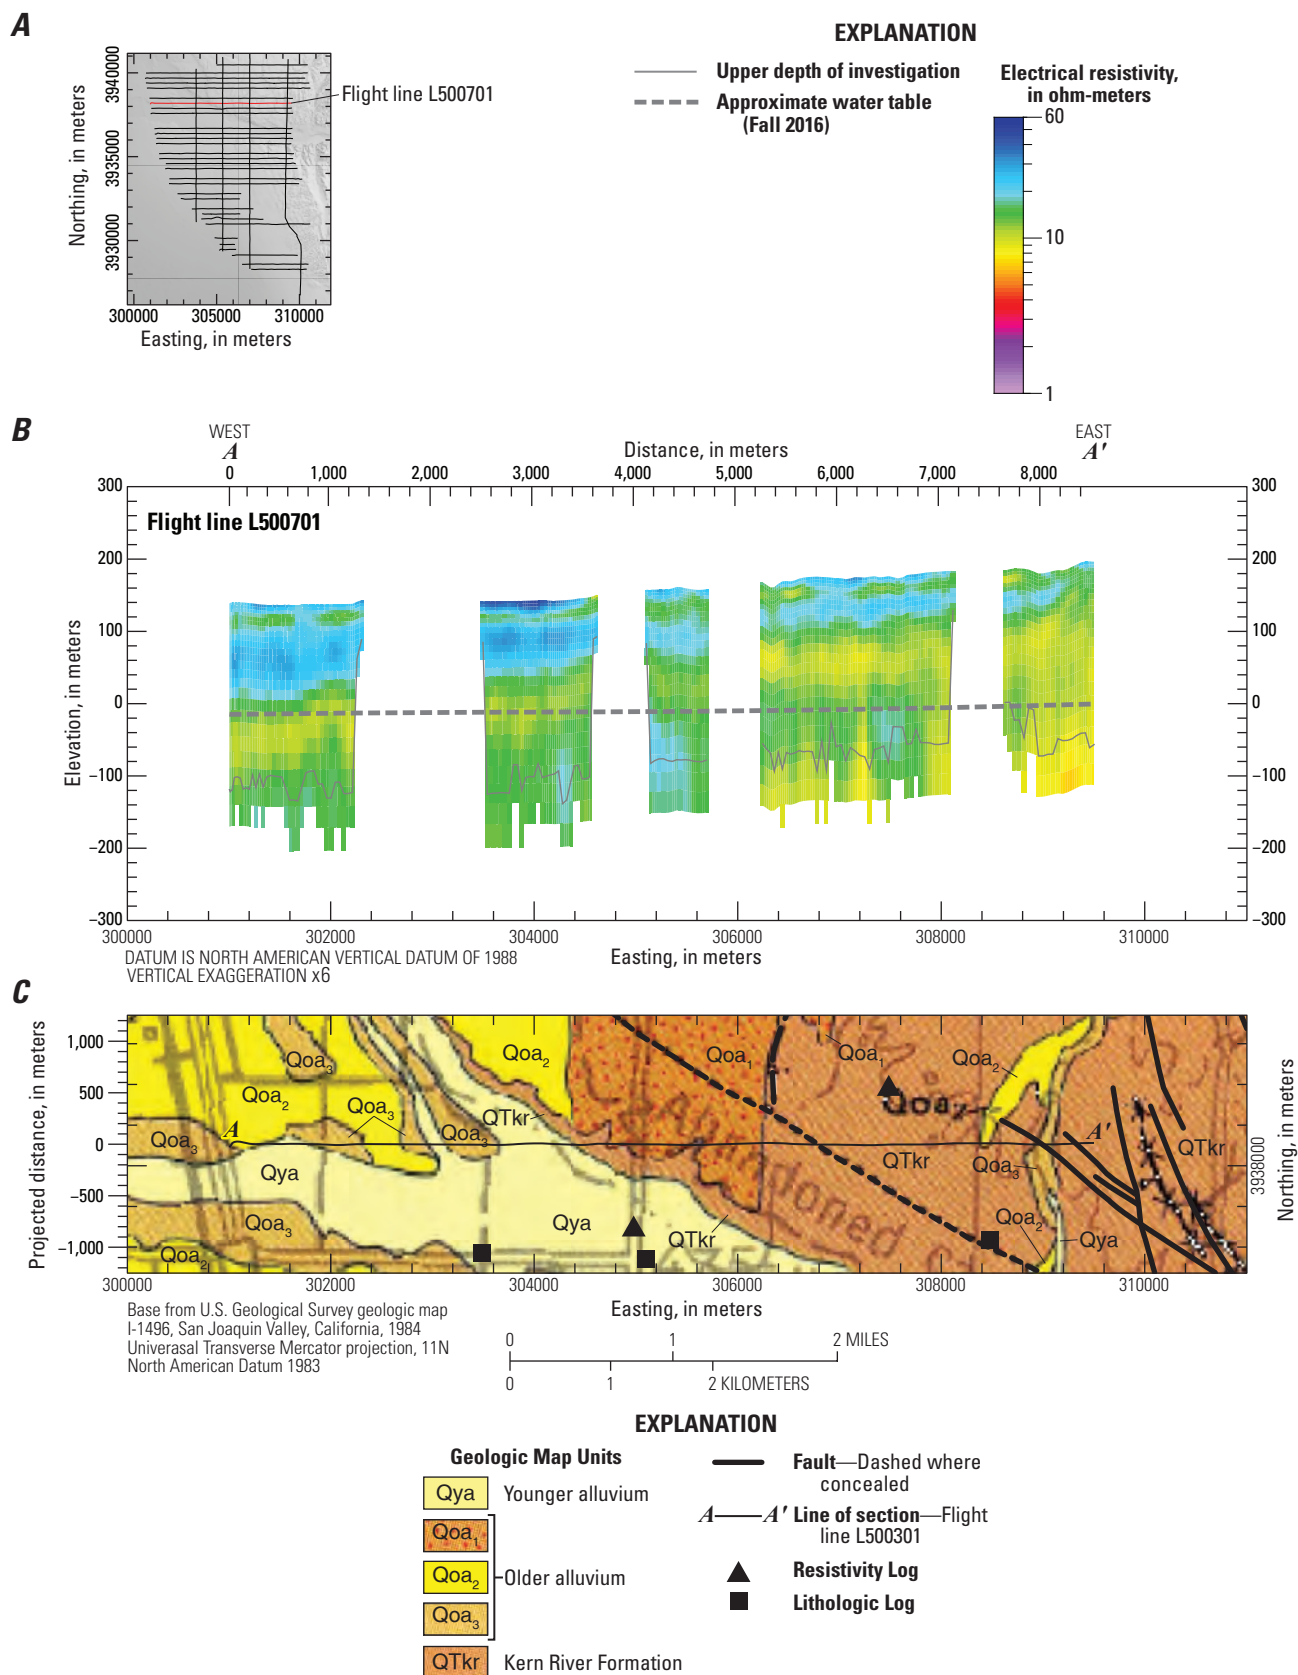 A
EXPLANATION
Upper depth of investigation
Approximate water table
(Fall 2016)
Electrical resistivity,
in ohm-meters
60
10
1
Flight line L500701
Northing, in meters
3940000
3935000
3930000
300000 305000 310000
Easting, in meters
B
WEST
A
EAST
A′
Distance, in meters
0 1,000 2,000 3,000 4,000 5,000 6,000 7,000 8,000
Flight line L500701
Elevation, in meters
300 300
200 200
100 100
0 0
−100 −100
−200 −200
−300 −300
300000 302000 304000 306000 308000 310000
Easting, in meters
DATUM IS NORTH AMERICAN VERTICAL DATUM OF 1988
VERTICAL EXAGGERATION x6
C
Projected distance, in meters
1,000
500
0
−500
−1,000
Qoa3
Qoa2
Qoa3
Qoa3
A
Qya
Qoa3
Qoa2
Qoa3
Qoa2
QTkr
Qya
QTkr
Qoa1
Qoa1
Qoa2
QTkr
Qoa3
Qoa2
Qya
A′
QTkr
doned
3938000
Northing, in meters
300000 302000 304000 306000 308000 310000
Easting, in meters
Base from U.S. Geological Survey geologic map
I-1496, San Joaquin Valley, California, 1984
Univerasal Transverse Mercator projection, 11N
North American Datum 1983
0 1 2 MILES
0 1 2 KILOMETERS
EXPLANATION
Geologic Map Units
Qya Younger alluvium
Qoa1
Qoa2 Older alluvium
Qoa3
QTkr Kern River Formation
Fault—Dashed where
concealed
A—A′ Line of section—Flight
line L500301
Resistivity Log
Lithologic Log